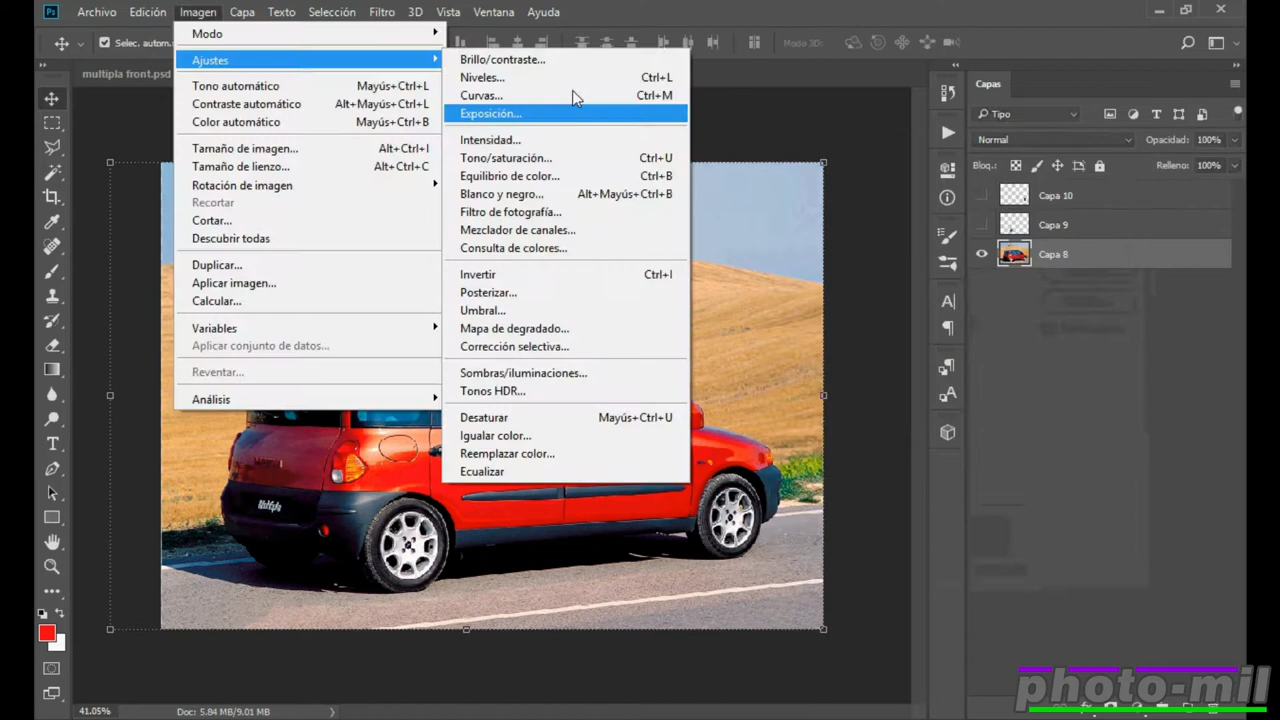 Ps Archivo Edición Imagen Capa Texto Selección Filtro 3D Vista Ventana Ayuda
Selec. autom. Modo 3D:
multipla front.psd
Modo
Ajustes
Tono automático Mayús+Ctrl+L
Contraste automático Alt+Mayús+Ctrl+L
Color automático Mayús+Ctrl+B
Tamaño de imagen... Alt+Ctrl+I
Tamaño de lienzo... Alt+Ctrl+C
Rotación de imagen
Recortar
Cortar...
Descubrir todas
Duplicar...
Aplicar imagen...
Calcular...
Variables
Aplicar conjunto de datos...
Reventar...
Análisis
Brillo/contraste...
Niveles... Ctrl+L
Curvas... Ctrl+M
Exposición...
Intensidad...
Tono/saturación... Ctrl+U
Equilibrio de color... Ctrl+B
Blanco y negro... Alt+Mayús+Ctrl+B
Filtro de fotografía...
Mezclador de canales...
Consulta de colores...
Invertir Ctrl+I
Posterizar...
Umbral...
Mapa de degradado...
Corrección selectiva...
Sombras/iluminaciones...
Tonos HDR...
Desaturar Mayús+Ctrl+U
Igualar color...
Reemplazar color...
Ecualizar
Capas
Tipo
Normal Opacidad: 100%
Bloq.: Relleno: 100%
Capa 10
Capa 9
Capa 8
Multipla
41.05% Doc: 5.84 MB/9.01 MB
photo-mil